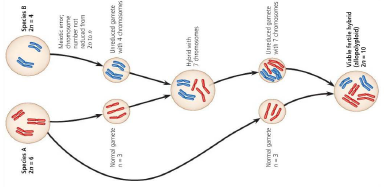 Species B
2n = 4
Meiotic error;
chromosome
number not
reduced from
2n to n
Unreduced gamete
with 4 chromosomes
Hybrid with
7 chromosomes
Unreduced gamete
with 7 chromosomes
Viable fertile hybrid
(allopolyploid)
2n = 10
Species A
2n = 6
Normal gamete
n = 3
Normal gamete
n = 3